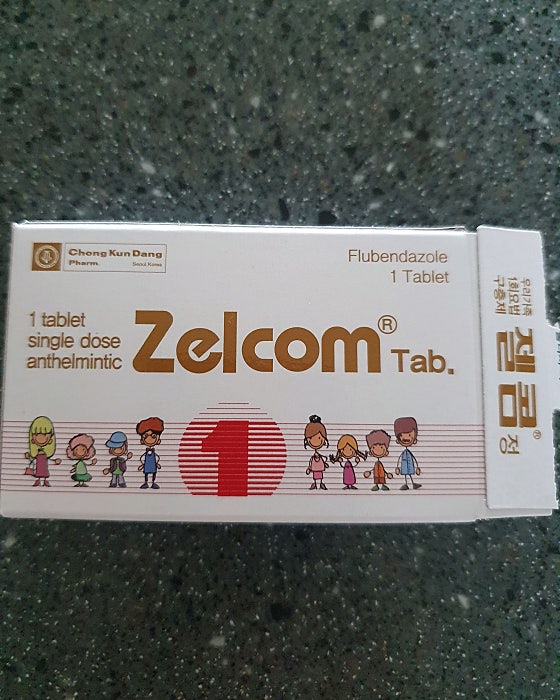 Chong Kun Dang
Pharm. Seoul Korea
Flubendazole
1 Tablet
1 tablet
single dose
anthelmintic
Zelcom® Tab.
1
우리가족
1회요법
구충제
젤콤® 정